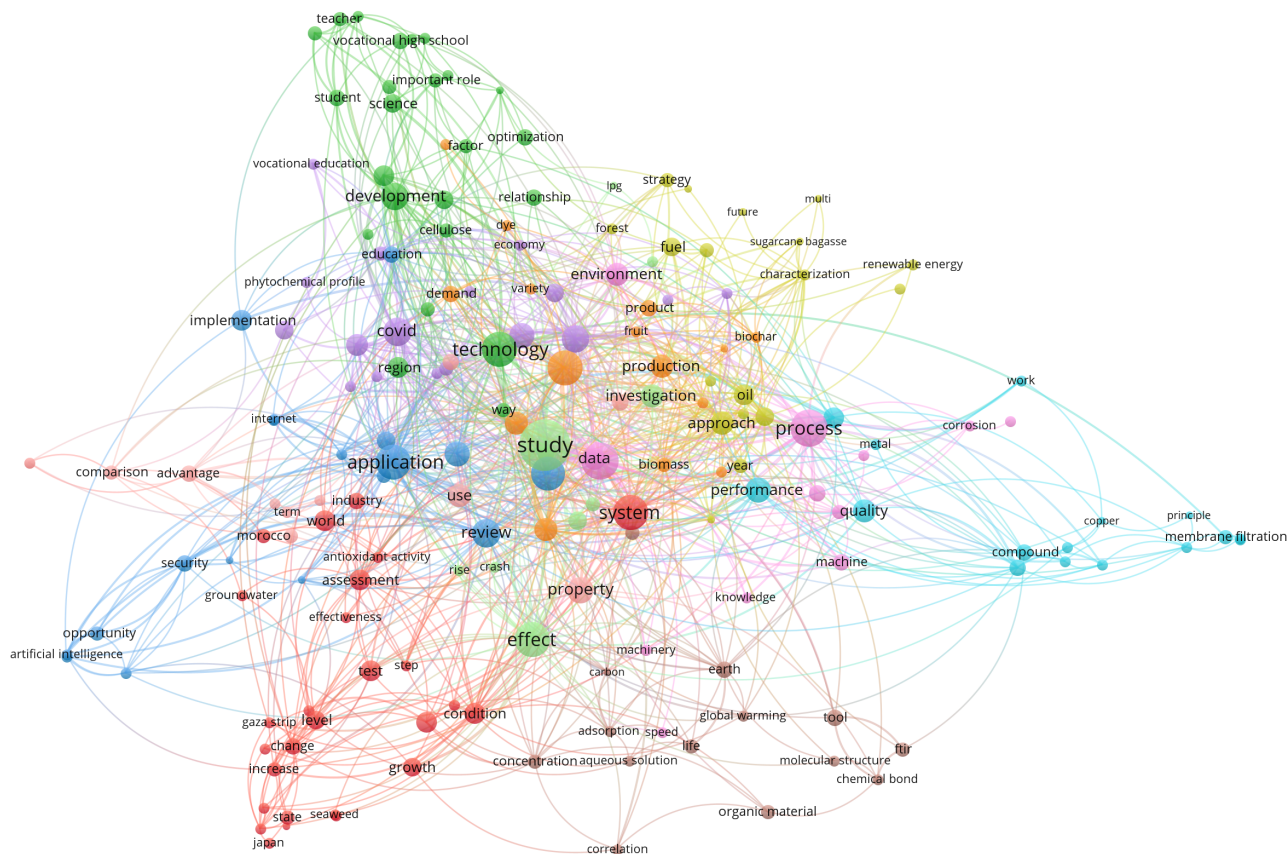 teacher
vocational high school
important role
student
science
optimization
factor
vocational education
strategy
lpg
development
relationship
multi
future
cellulose
dye
forest
economy
fuel
sugarcane bagasse
education
renewable energy
environment
characterization
phytochemical profile
demand
variety
product
implementation
covid
fruit
biochar
technology
region
production
work
investigation
oil
way
internet
approach
process
corrosion
study
metal
application
data
biomass
year
comparison
advantage
performance
use
industry
term
system
quality
world
principle
copper
morocco
review
membrane filtration
compound
antioxidant activity
security
crash
rise
machine
assessment
property
groundwater
knowledge
effectiveness
opportunity
effect
artificial intelligence
machinery
step
test
carbon
earth
condition
level
global warming
tool
gaza strip
adsorption
speed
change
life
ftir
concentration
aqueous solution
molecular structure
increase
growth
chemical bond
organic material
state
seaweed
japan
correlation